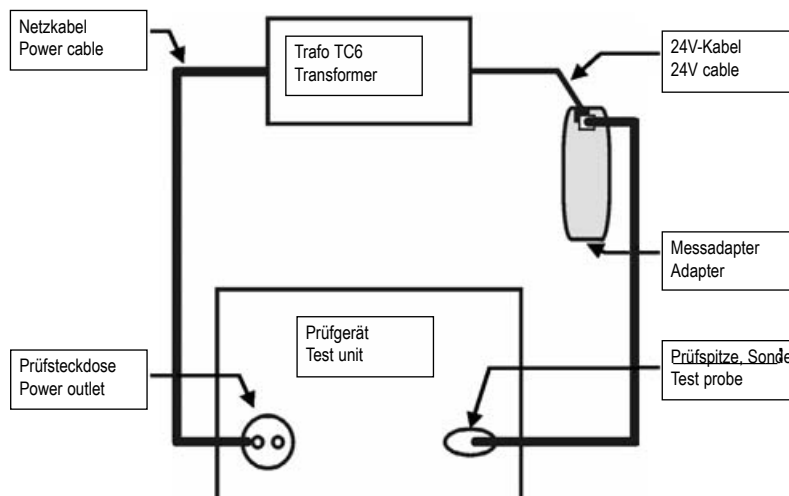 Netzkabel
Power cable
Trafo TC6
Transformer
24V-Kabel
24V cable
Messadapter
Adapter
Prüfgerät
Test unit
Prüfsteckdose
Power outlet
Prüfspitze, Sonde
Test probe